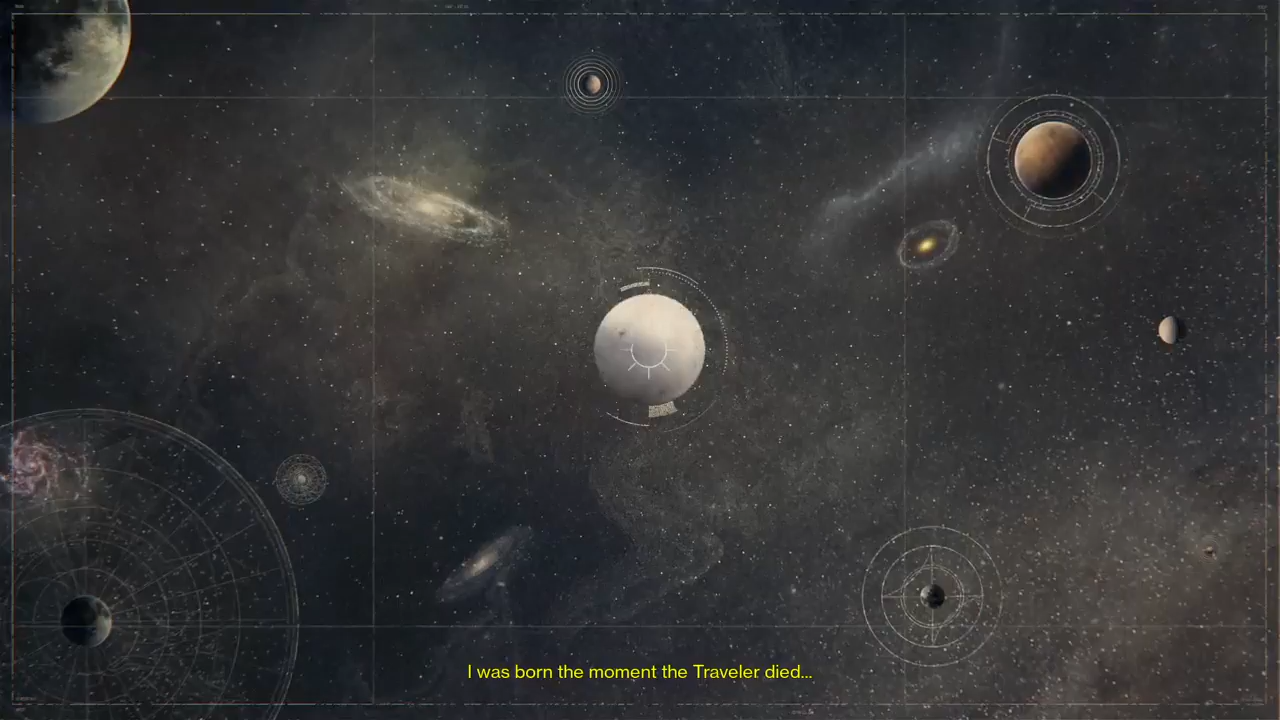 I was born the moment the Traveler died...